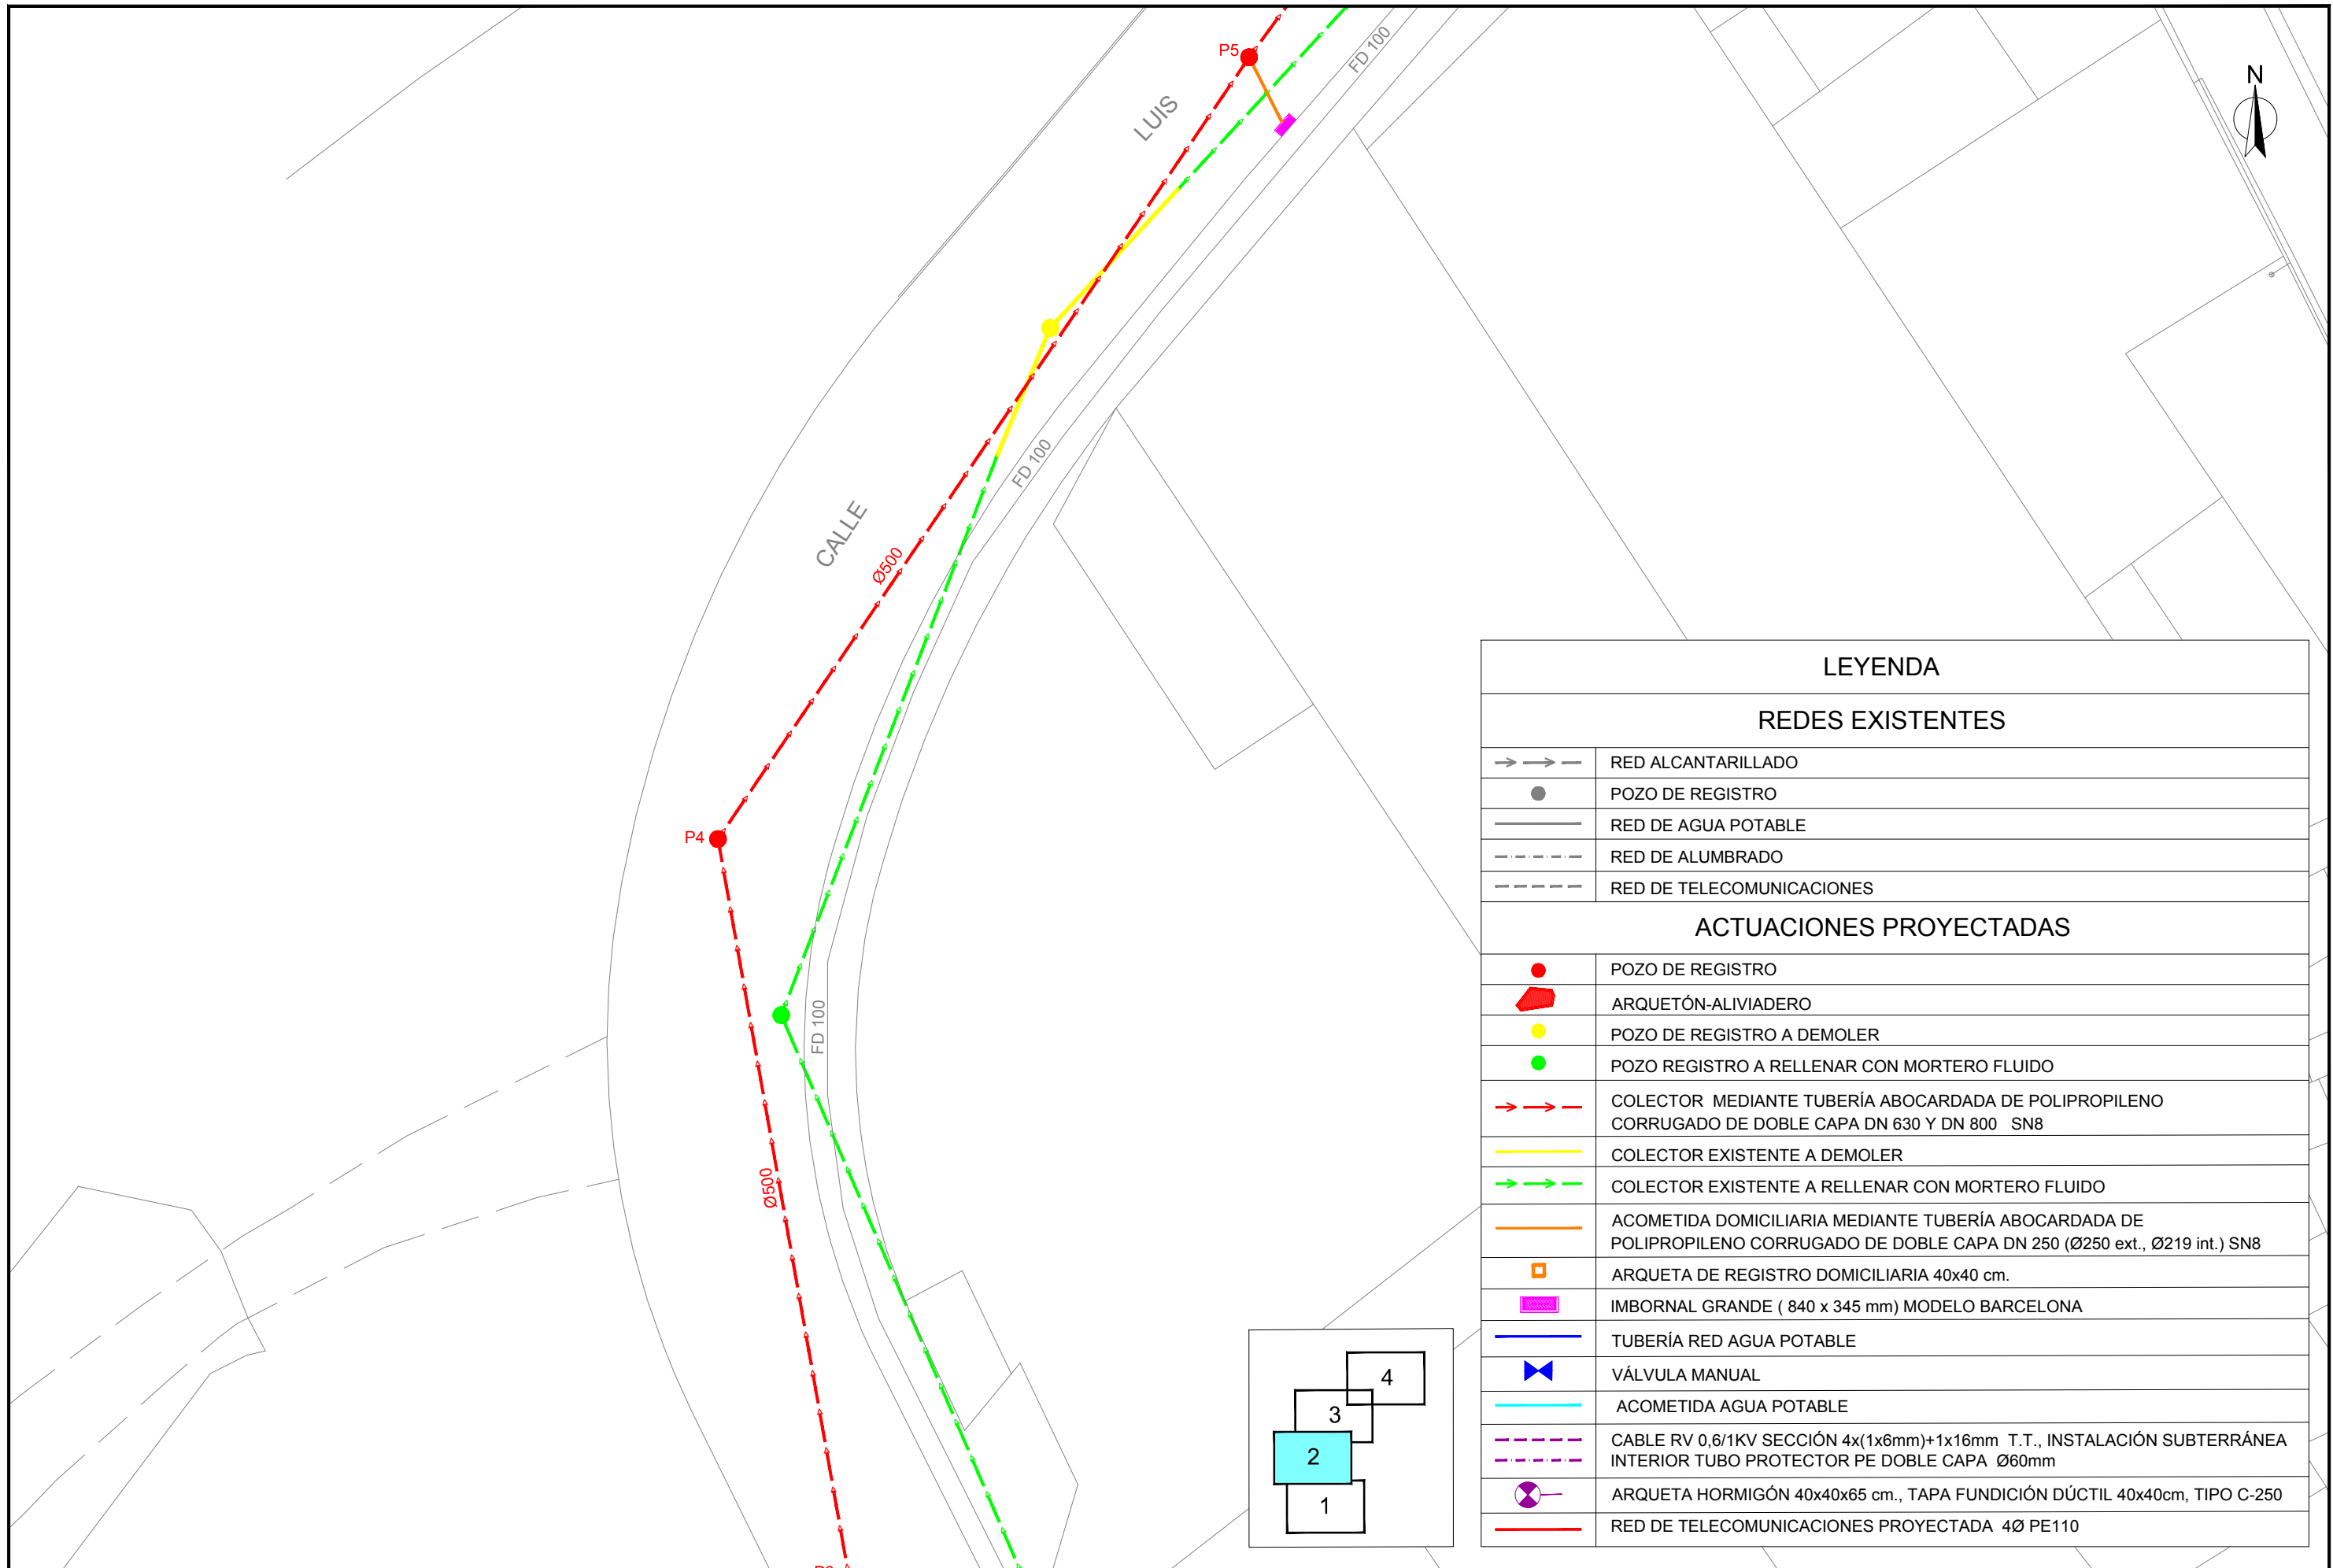 P5
FD 100
N
LUIS
FD 100
CALLE
Ø500
P4
FD 100
Ø500
LEYENDA
REDES EXISTENTES
RED ALCANTARILLADO
POZO DE REGISTRO
RED DE AGUA POTABLE
RED DE ALUMBRADO
RED DE TELECOMUNICACIONES
ACTUACIONES PROYECTADAS
POZO DE REGISTRO
ARQUETÓN-ALIVIADERO
POZO DE REGISTRO A DEMOLER
POZO REGISTRO A RELLENAR CON MORTERO FLUIDO
COLECTOR MEDIANTE TUBERÍA ABOCARDADA DE POLIPROPILENO
CORRUGADO DE DOBLE CAPA DN 630 Y DN 800 SN8
COLECTOR EXISTENTE A DEMOLER
COLECTOR EXISTENTE A RELLENAR CON MORTERO FLUIDO
ACOMETIDA DOMICILIARIA MEDIANTE TUBERÍA ABOCARDADA DE
POLIPROPILENO CORRUGADO DE DOBLE CAPA DN 250 (Ø250 ext., Ø219 int.) SN8
ARQUETA DE REGISTRO DOMICILIARIA 40x40 cm.
IMBORNAL GRANDE ( 840 x 345 mm) MODELO BARCELONA
TUBERÍA RED AGUA POTABLE
VÁLVULA MANUAL
ACOMETIDA AGUA POTABLE
CABLE RV 0,6/1KV SECCIÓN 4x(1x6mm)+1x16mm T.T., INSTALACIÓN SUBTERRÁNEA
INTERIOR TUBO PROTECTOR PE DOBLE CAPA Ø60mm
ARQUETA HORMIGÓN 40x40x65 cm., TAPA FUNDICIÓN DÚCTIL 40x40cm, TIPO C-250
RED DE TELECOMUNICACIONES PROYECTADA 4Ø PE110
4
3
2
1